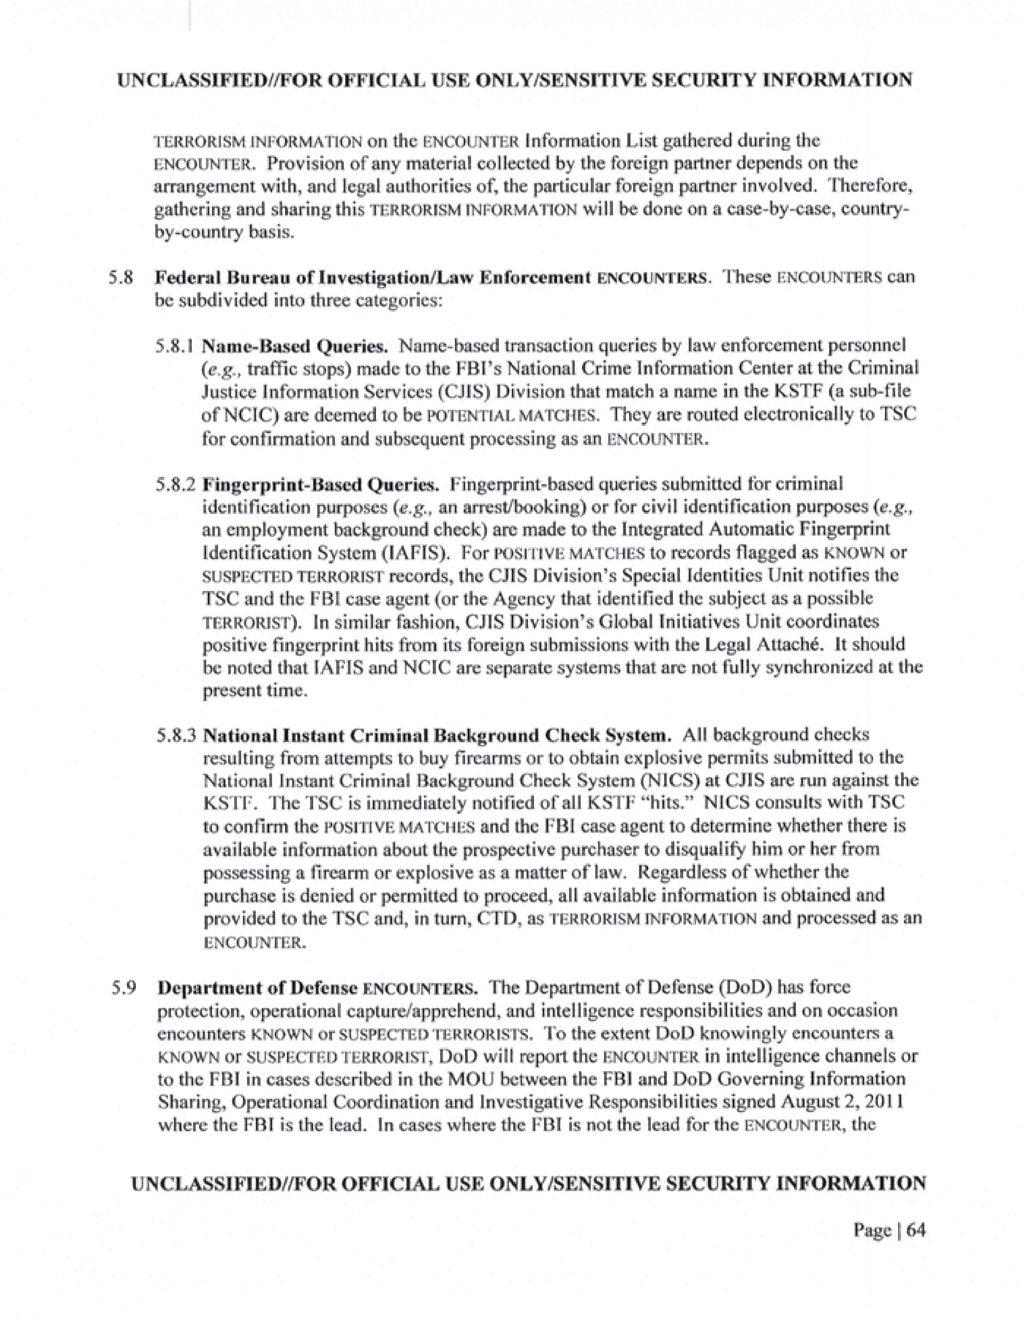 UNCLASSIFIED//FOR OFFICIAL USE ONLY/SENSITIVE SECURITY INFORMATION
TERRORISM INFORMATION on the ENCOUNTER Information List gathered during the
ENCOUNTER. Provision of any material collected by the foreign partner depends on the
arrangement with, and legal authorities of, the particular foreign partner involved. Therefore,
gathering and sharing this TERRORISM INFORMATION will be done on a case-by-case, country-
by-country basis.
5.8 Federal Bureau of Investigation/Law Enforcement ENCOUNTERS. These ENCOUNTERS can
be subdivided into three categories:
5.8.1 Name-Based Queries. Name-based transaction queries by law enforcement personnel
(e.g., traffic stops) made to the FBI's National Crime Information Center at the Criminal
Justice Information Services (CJIS) Division that match a name in the KSTF (a sub-file
of NCIC) are deemed to be POTENTIAL MATCHES. They are routed electronically to TSC
for confirmation and subsequent processing as an ENCOUNTER.
5.8.2 Fingerprint-Based Queries. Fingerprint-based queries submitted for criminal
identification purposes (e.g., an arrest/booking) or for civil identification purposes (e.g.,
an employment background check) are made to the Integrated Automatic Fingerprint
Identification System (IAFIS). For POSITIVE MATCHES to records flagged as KNOWN or
SUSPECTED TERRORIST records, the CJIS Division's Special Identities Unit notifies the
TSC and the FBI case agent (or the Agency that identified the subject as a possible
TERRORIST). In similar fashion, CJIS Division's Global Initiatives Unit coordinates
positive fingerprint hits from its foreign submissions with the Legal Attaché. It should
be noted that IAFIS and NCIC are separate systems that are not fully synchronized at the
present time.
5.8.3 National Instant Criminal Background Check System. All background checks
resulting from attempts to buy firearms or to obtain explosive permits submitted to the
National Instant Criminal Background Check System (NICS) at CJIS are run against the
KSTF. The TSC is immediately notified of all KSTF "hits." NICS consults with TSC
to confirm the POSITIVE MATCHES and the FBI case agent to determine whether there is
available information about the prospective purchaser to disqualify him or her from
possessing a firearm or explosive as a matter of law. Regardless of whether the
purchase is denied or permitted to proceed, all available information is obtained and
provided to the TSC and, in turn, CTD, as TERRORISM INFORMATION and processed as an
ENCOUNTER.
5.9 Department of Defense ENCOUNTERS. The Department of Defense (DoD) has force
protection, operational capture/apprehend, and intelligence responsibilities and on occasion
encounters KNOWN or SUSPECTED TERRORISTS. To the extent DoD knowingly encounters a
KNOWN or SUSPECTED TERRORIST, DoD will report the ENCOUNTER in intelligence channels or
to the FBI in cases described in the MOU between the FBI and DoD Governing Information
Sharing, Operational Coordination and Investigative Responsibilities signed August 2, 2011
where the FBI is the lead. In cases where the FBI is not the lead for the ENCOUNTER, the
UNCLASSIFIED//FOR OFFICIAL USE ONLY/SENSITIVE SECURITY INFORMATION
Page | 64